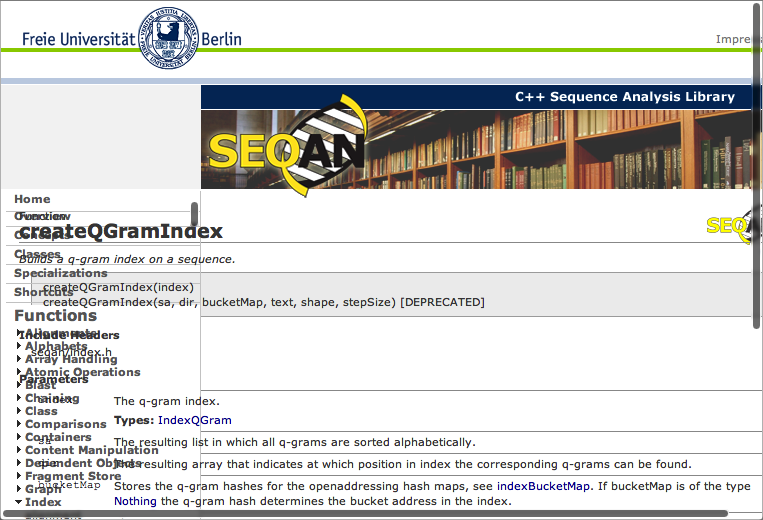 Freie Universität Berlin
C++ Sequence Analysis Library
SEQAN
Home
Overview
Function
createQGramIndex
SEQ
Concepts
Classes
Builds a q-gram index on a sequence.
Specializations
Shortcuts
createQGramIndex(index)
createQGramIndex(sa, dir, bucketMap, text, shape, stepSize) [DEPRECATED]
Functions
Alignments
Include Headers
Alphabets
seqan/index.h
Array Handling
Atomic Operations
Parameters
Blast
Chaining
index
The q-gram index.
Class
Comparisons
Types: IndexQGram
Containers
sa
The resulting list in which all q-grams are sorted alphabetically.
Content Manipulation
Dependent Objects
dir
The resulting array that indicates at which position in index the corresponding q-grams can be found.
Fragment Store
Graph
bucketMap
Stores the q-gram hashes for the openaddressing hash maps, see indexBucketMap. If bucketMap is of the type
Nothing the q-gram hash determines the bucket address in the index.
Index